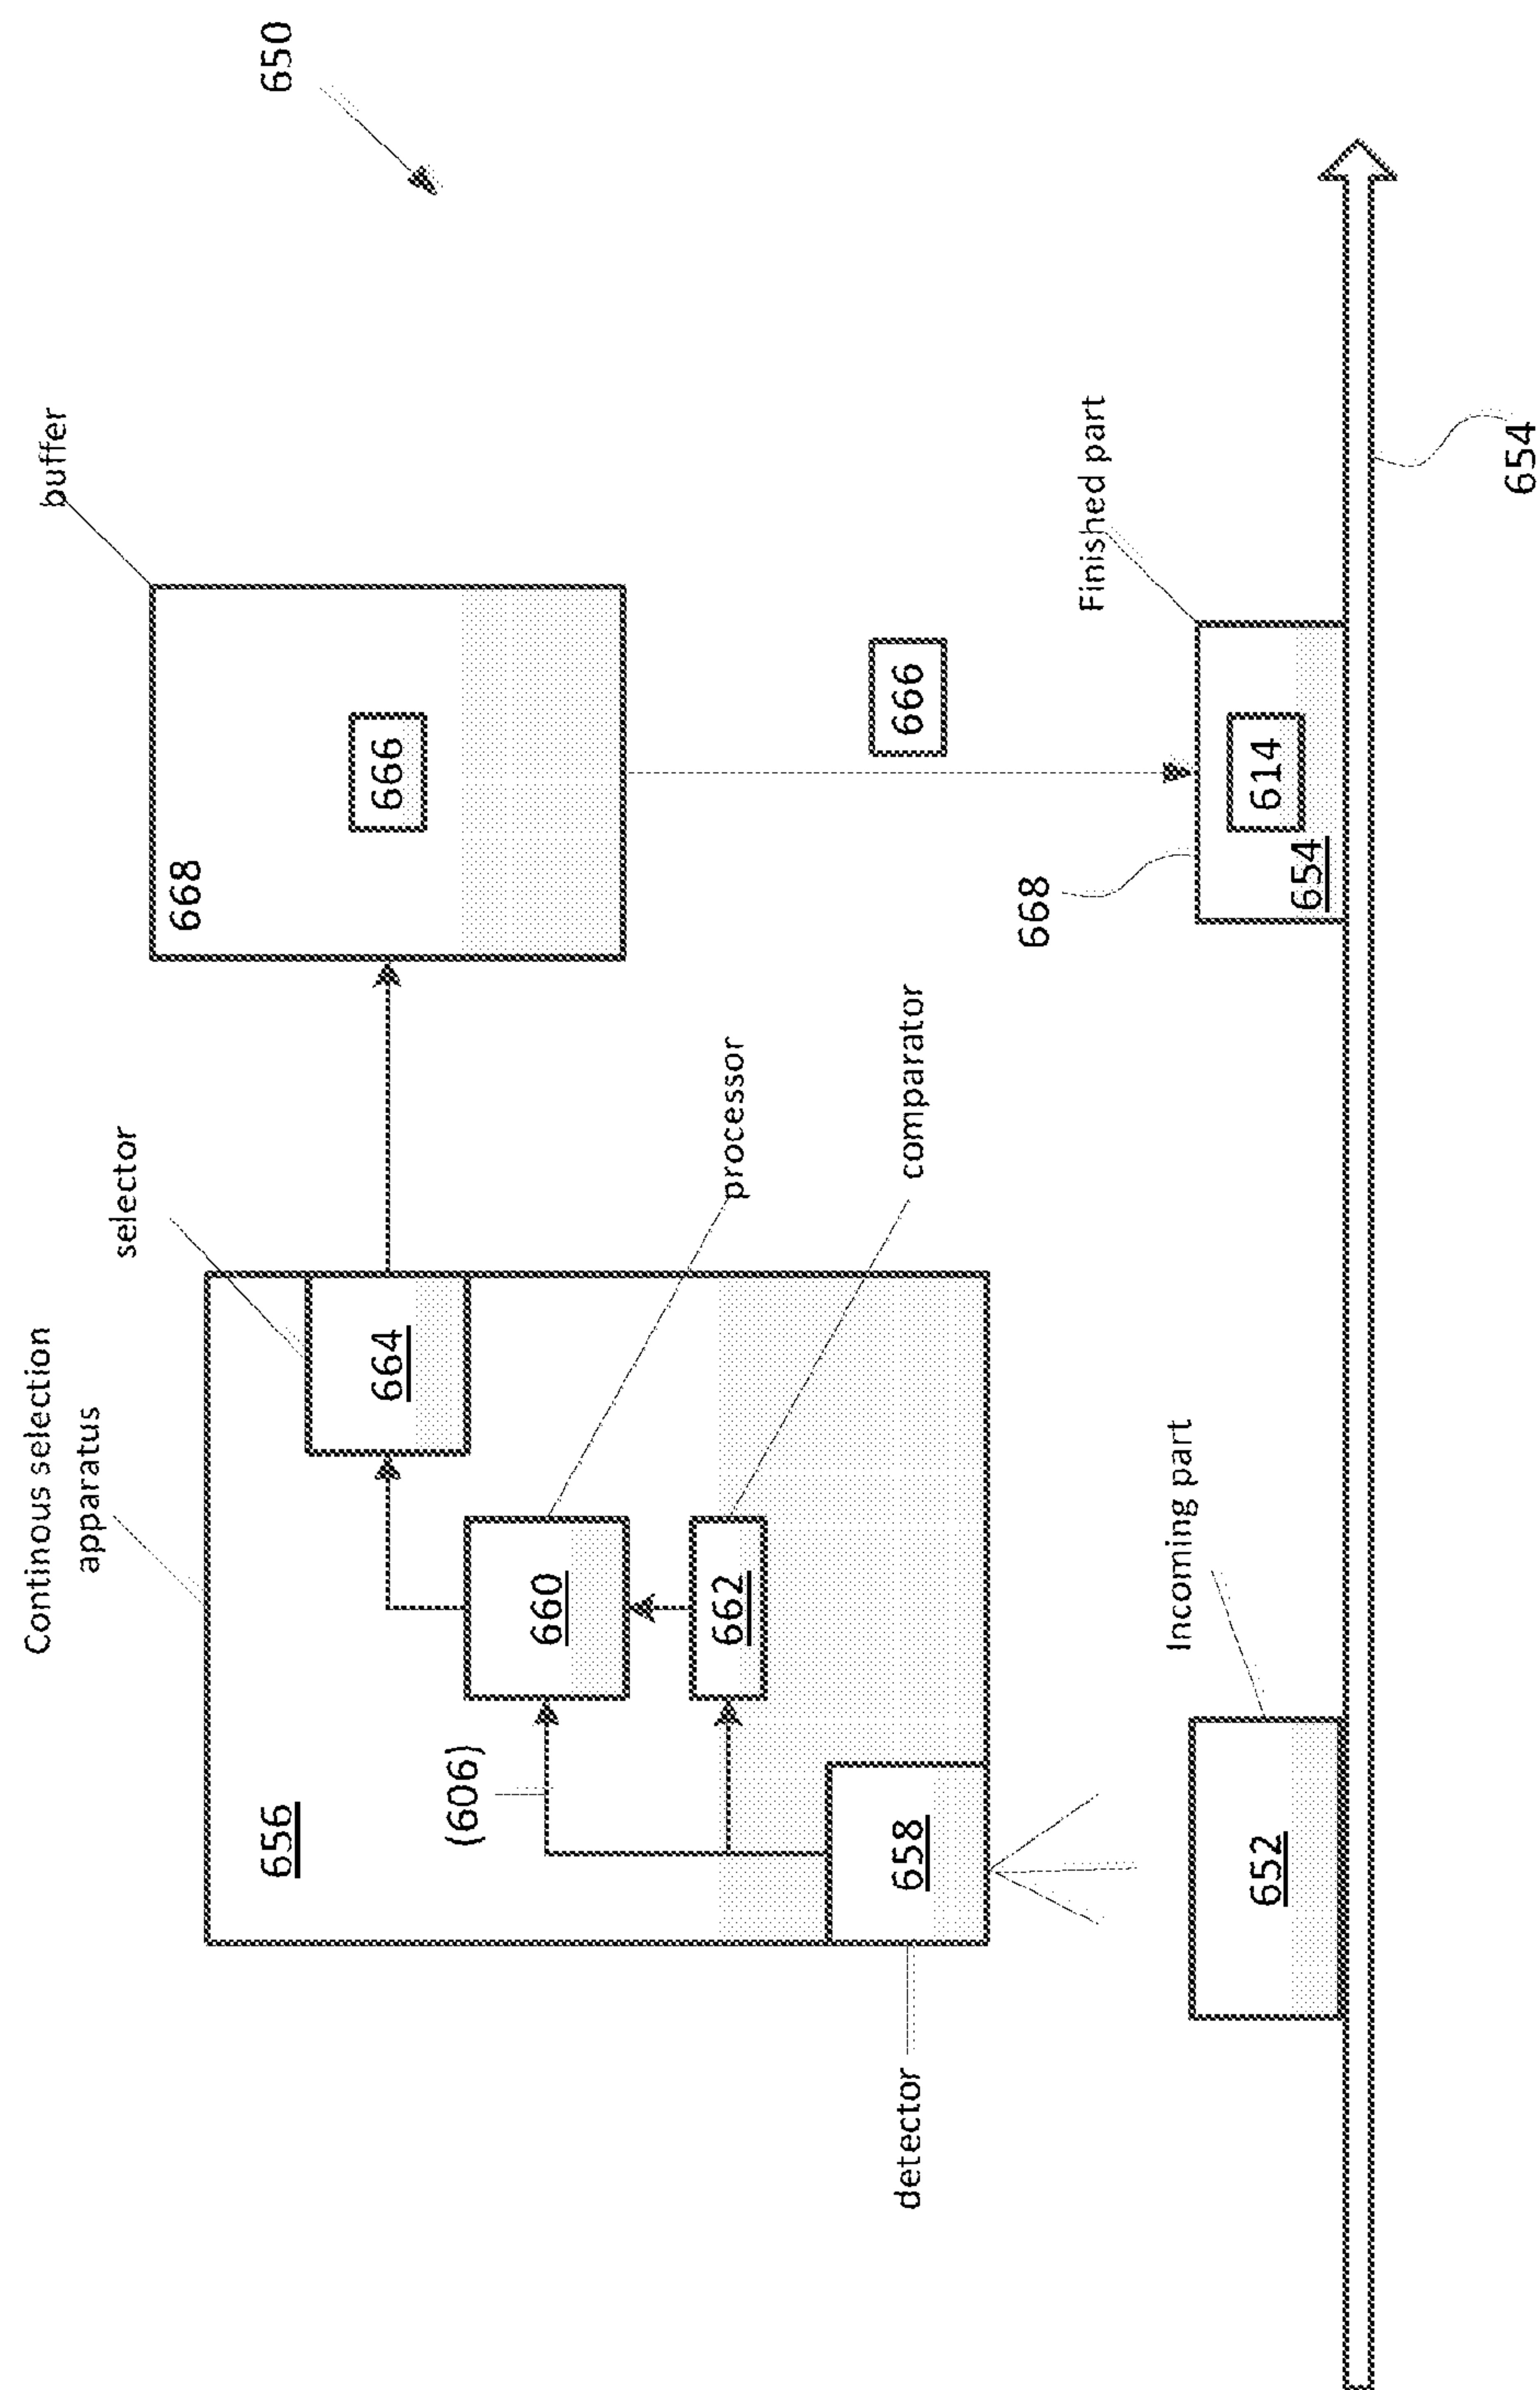 650
Continous selection
apparatus
selector
buffer
656
664
668
666
(606)
660
processor
662
comparator
658
detector
666
Incoming part
652
668
Finished part
614
654
654